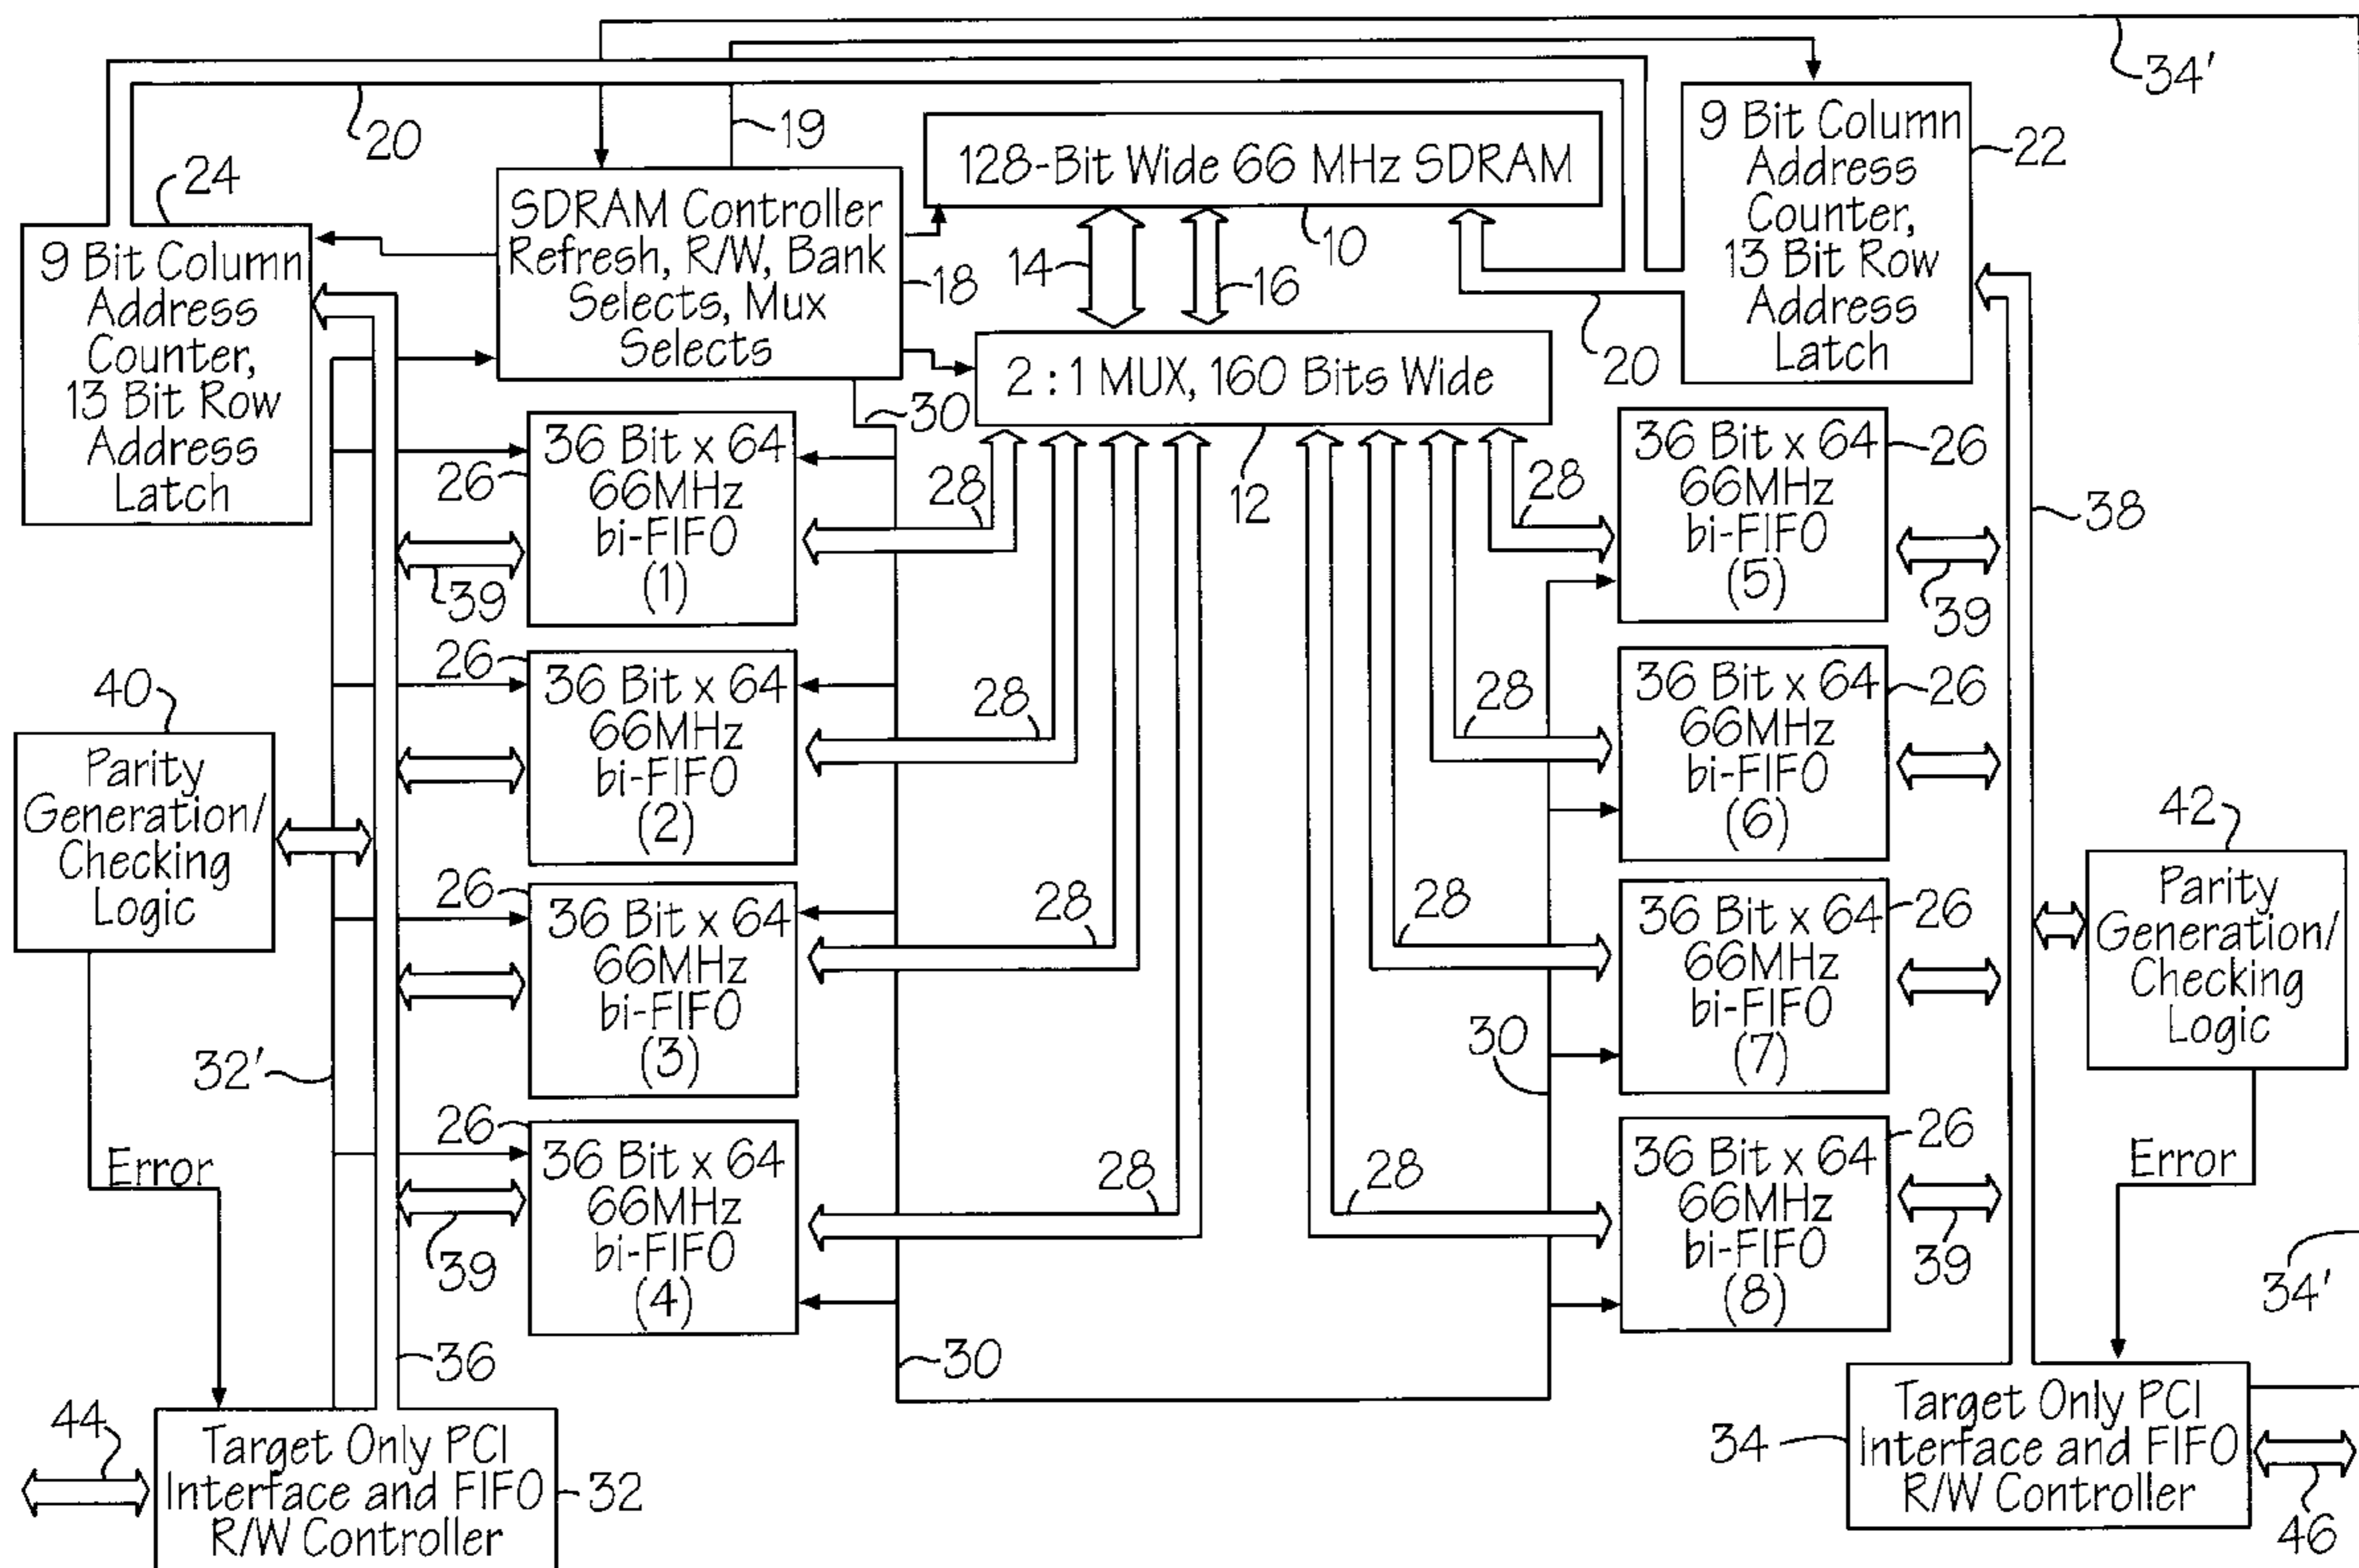 34'
20
19
128-Bit Wide 66 MHz SDRAM
10
9 Bit Column
Address
Counter,
13 Bit Row
Address
Latch
22
24
SDRAM Controller
Refresh, R/W, Bank
Selects, Mux
Selects
18
14
16
9 Bit Column
Address
Counter,
13 Bit Row
Address
Latch
2 : 1 MUX, 160 Bits Wide
12
20
30
26
36 Bit x 64
66MHz
bi-FIFO
(1)
28
28
36 Bit x 64
66MHz
bi-FIFO
(5)
26
38
39
39
26
36 Bit x 64
66MHz
bi-FIFO
(2)
28
28
36 Bit x 64
66MHz
bi-FIFO
(6)
26
40
Parity
Generation/
Checking
Logic
42
Parity
Generation/
Checking
Logic
26
36 Bit x 64
66MHz
bi-FIFO
(3)
28
28
36 Bit x 64
66MHz
bi-FIFO
(7)
26
32'
30
26
36 Bit x 64
66MHz
bi-FIFO
(4)
28
28
36 Bit x 64
66MHz
bi-FIFO
(8)
26
Error
Error
39
39
34'
36
30
44
Target Only PCI
Interface and FIFO
R/W Controller
32
34
Target Only PCI
Interface and FIFO
R/W Controller
46